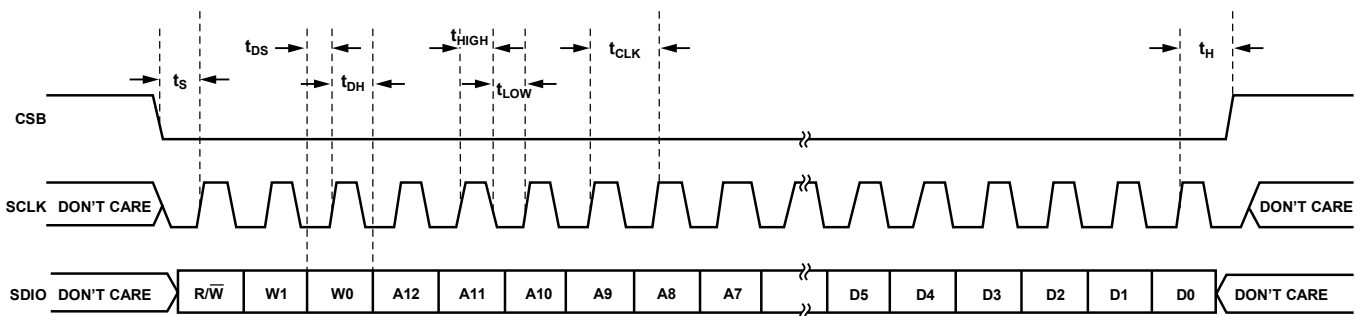 tDS tHIGH tCLK tH
tS tDH tLOW
CSB
SCLK DON'T CARE DON'T CARE
SDIO DON'T CARE R/W̅ W1 W0 A12 A11 A10 A9 A8 A7 D5 D4 D3 D2 D1 D0 DON'T CARE